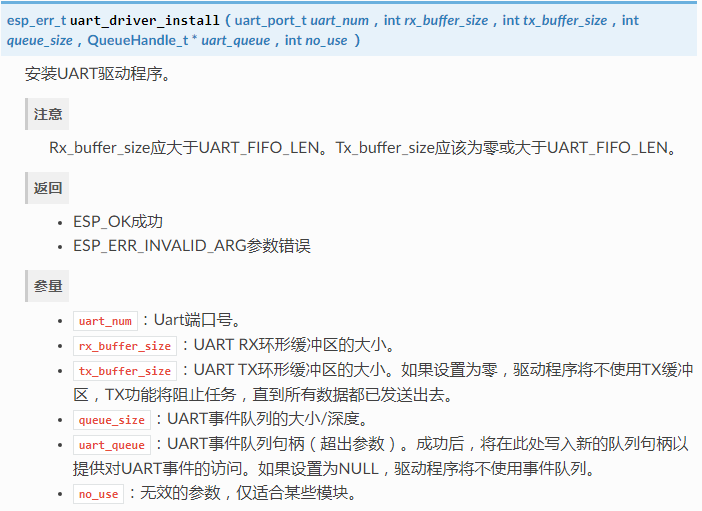 esp_err_t uart_driver_install ( uart_port_t uart_num , int rx_buffer_size , int tx_buffer_size , int
queue_size , QueueHandle_t * uart_queue , int no_use )
安装UART驱动程序。
注意
Rx_buffer_size应大于UART_FIFO_LEN。Tx_buffer_size应该为零或大于UART_FIFO_LEN。
返回
• ESP_OK成功
• ESP_ERR_INVALID_ARG参数错误
参量
• uart_num ：Uart端口号。
• rx_buffer_size ：UART RX环形缓冲区的大小。
• tx_buffer_size ：UART TX环形缓冲区的大小。如果设置为零，驱动程序将不使用TX缓冲
区，TX功能将阻止任务，直到所有数据都已发送出去。
• queue_size ：UART事件队列的大小/深度。
• uart_queue ：UART事件队列句柄（超出参数）。成功后，将在此处写入新的队列句柄以
提供对UART事件的访问。如果设置为NULL，驱动程序将不使用事件队列。
• no_use ：无效的参数，仅适合某些模块。